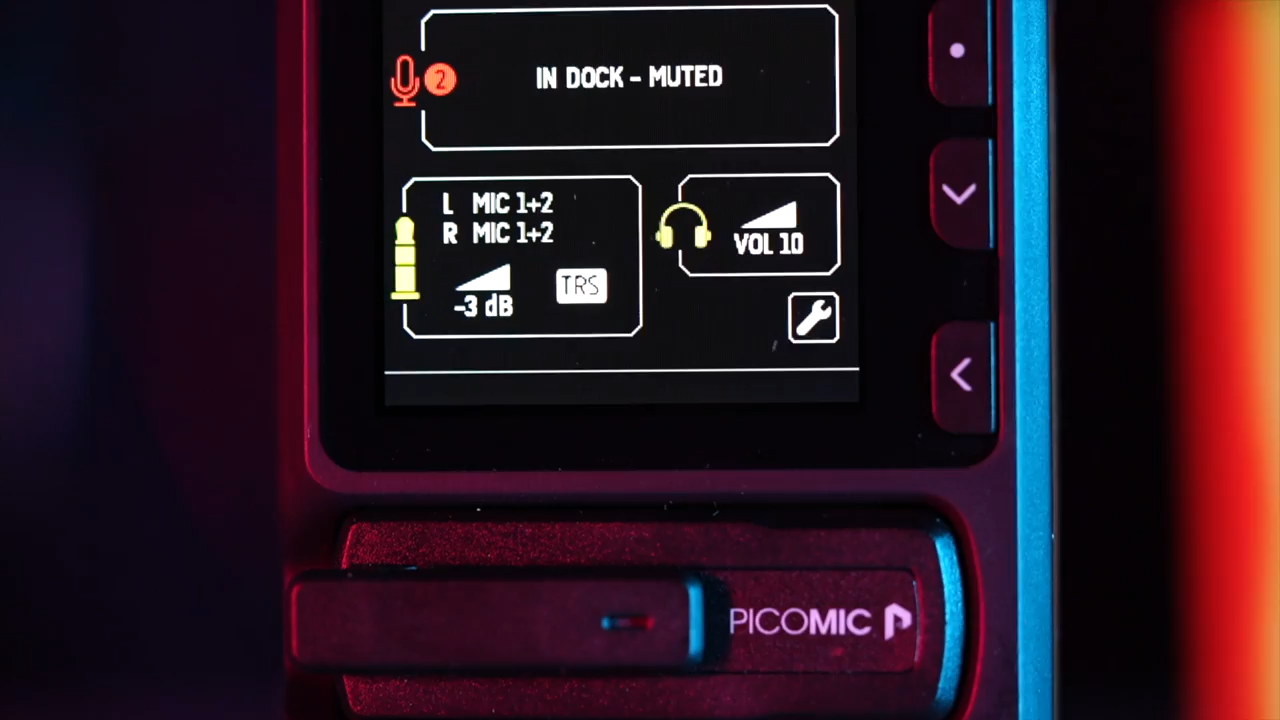 2
IN DOCK - MUTED
L MIC 1+2
R MIC 1+2
-3 dB
TRS
VOL 10
PICOMIC